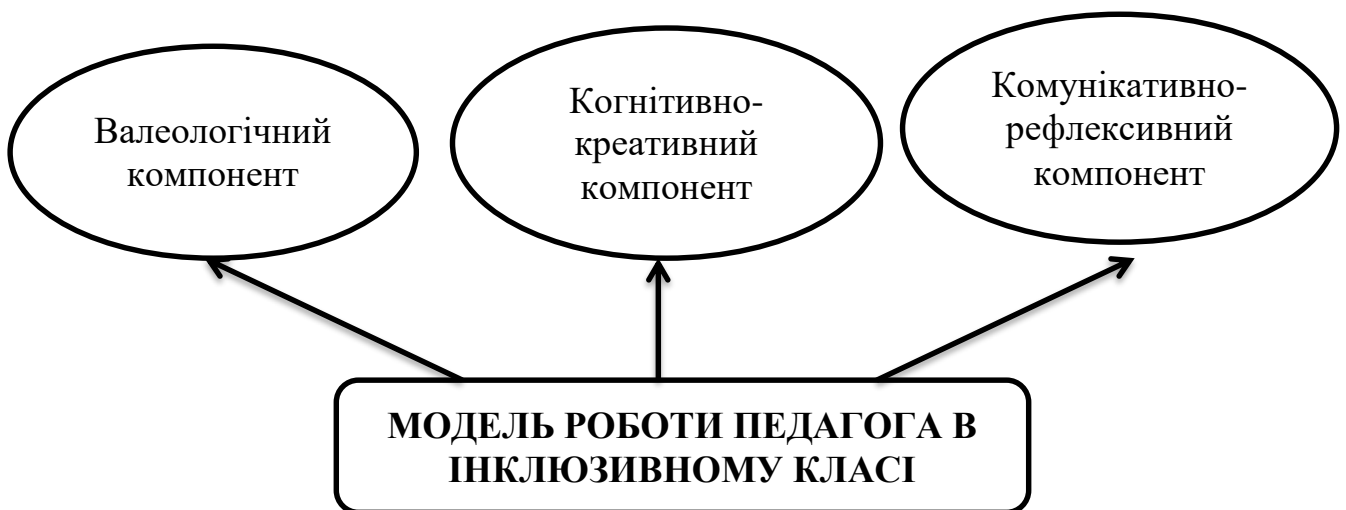 Валеологічний
компонент
Когнітивно-
креативний
компонент
Комунікативно-
рефлексивний
компонент
МОДЕЛЬ РОБОТИ ПЕДАГОГА В
ІНКЛЮЗИВНОМУ КЛАСІ